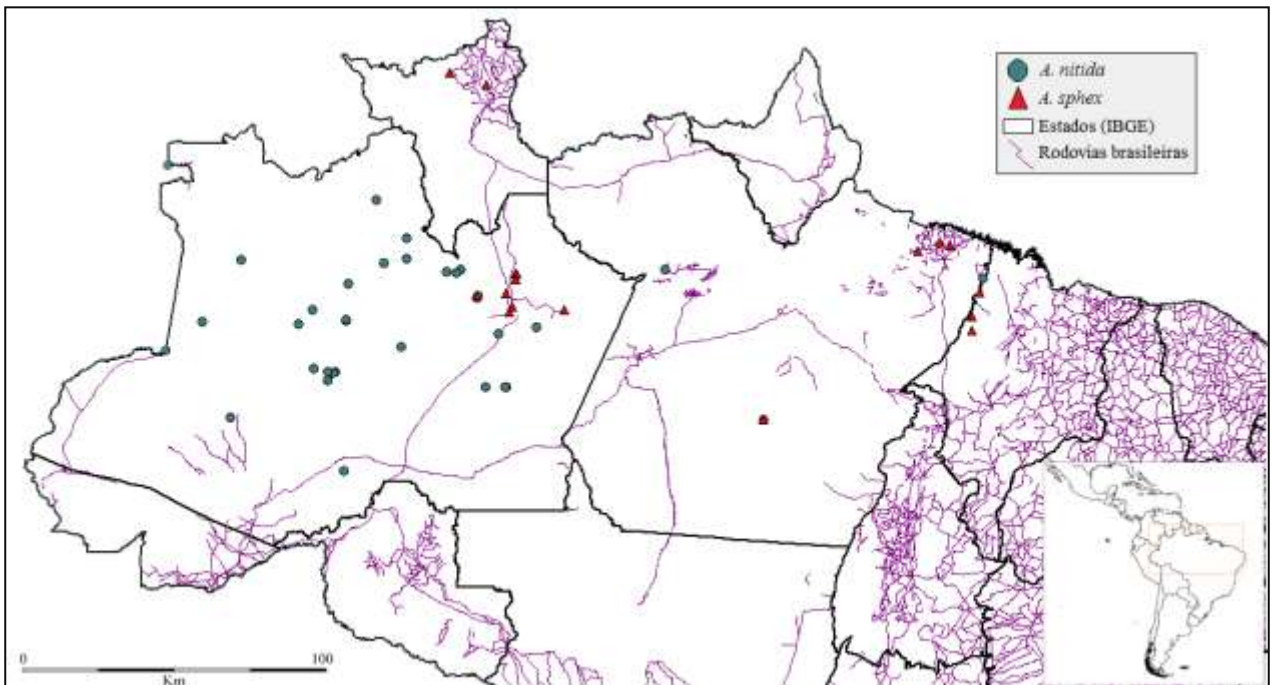 A. nitida
A. sphex
Estados (IBGE)
Rodovias brasileiras
0 100
Km